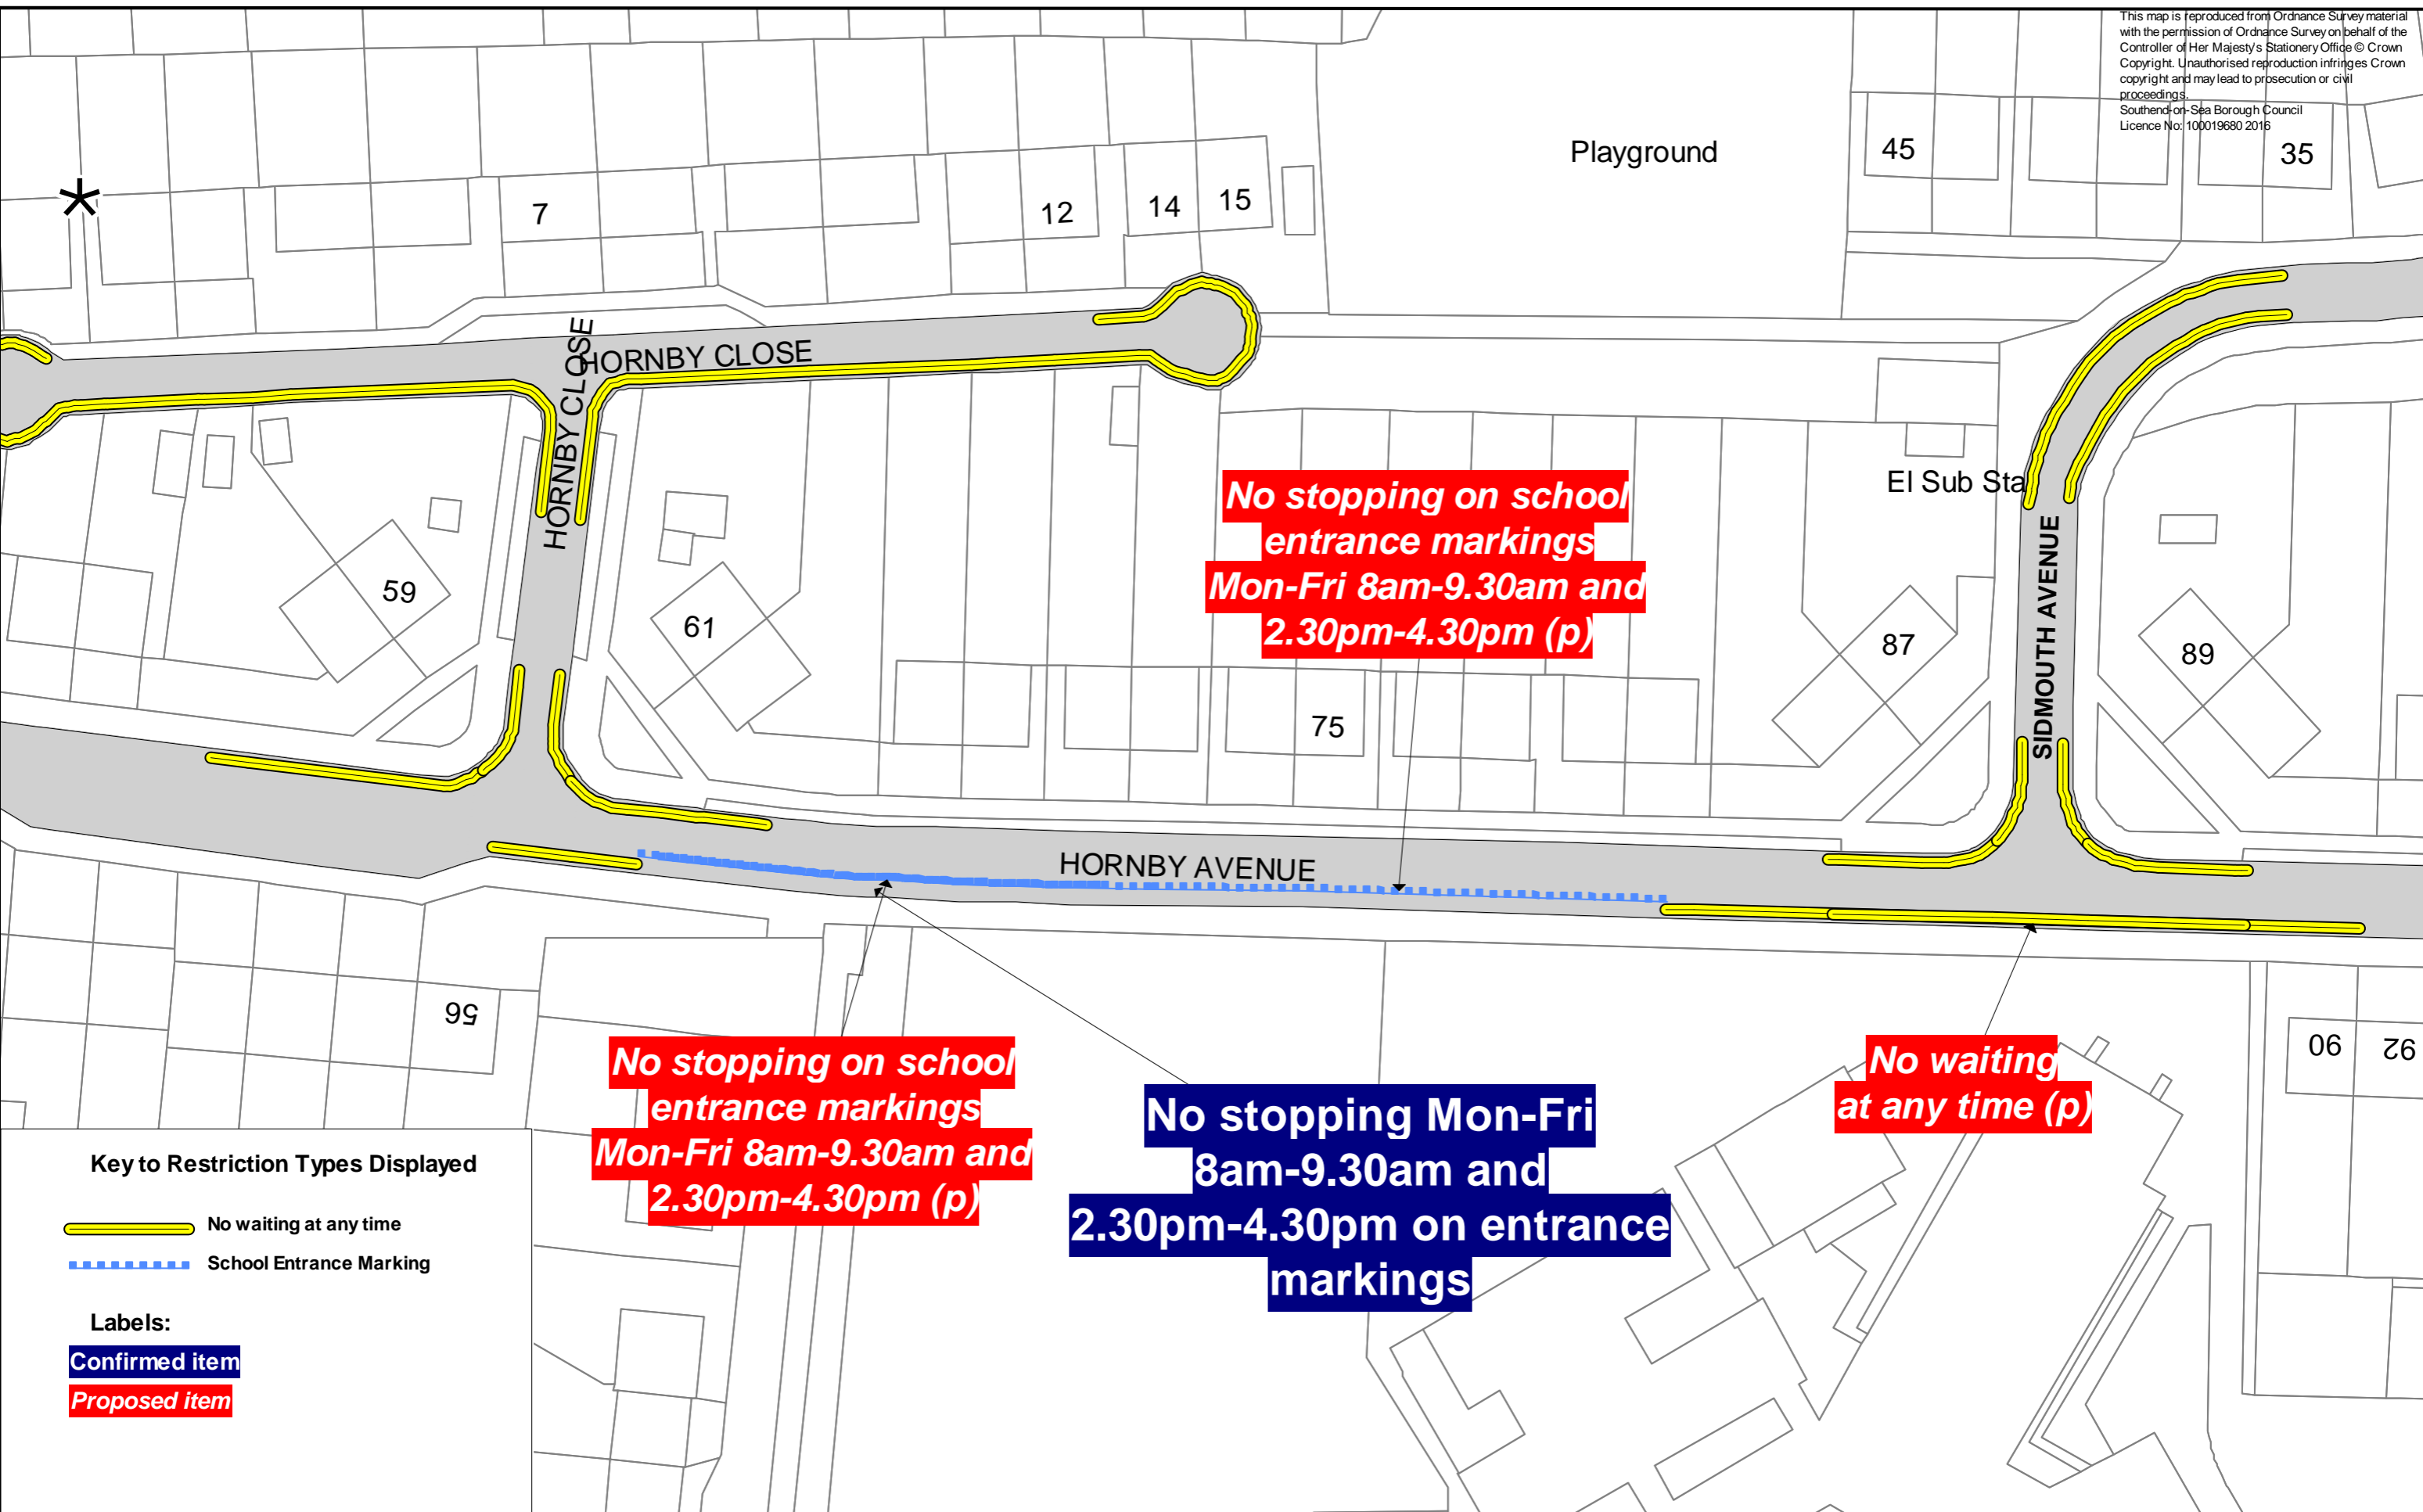 This map is reproduced from Ordnance Survey material
with the permission of Ordnance Survey on behalf of the
Controller of Her Majesty's Stationery Office © Crown
Copyright. Unauthorised reproduction infringes Crown
copyright and may lead to prosecution or civil
proceedings.
Southend-on-Sea Borough Council
Licence No: 100019680 2016
Playground
45
35
7
12
14
15
HORNBY CLOSE
HORNBY CLOSE
El Sub Sta
SIDMOUTH AVENUE
59
61
No stopping on school
entrance markings
Mon-Fri 8am-9.30am and
2.30pm-4.30pm (p)
75
87
89
HORNBY AVENUE
56
90
92
No stopping on school
entrance markings
Mon-Fri 8am-9.30am and
2.30pm-4.30pm (p)
No stopping Mon-Fri
8am-9.30am and
2.30pm-4.30pm on entrance
markings
No waiting
at any time (p)
Key to Restriction Types Displayed
No waiting at any time
School Entrance Marking
Labels:
Confirmed item
Proposed item